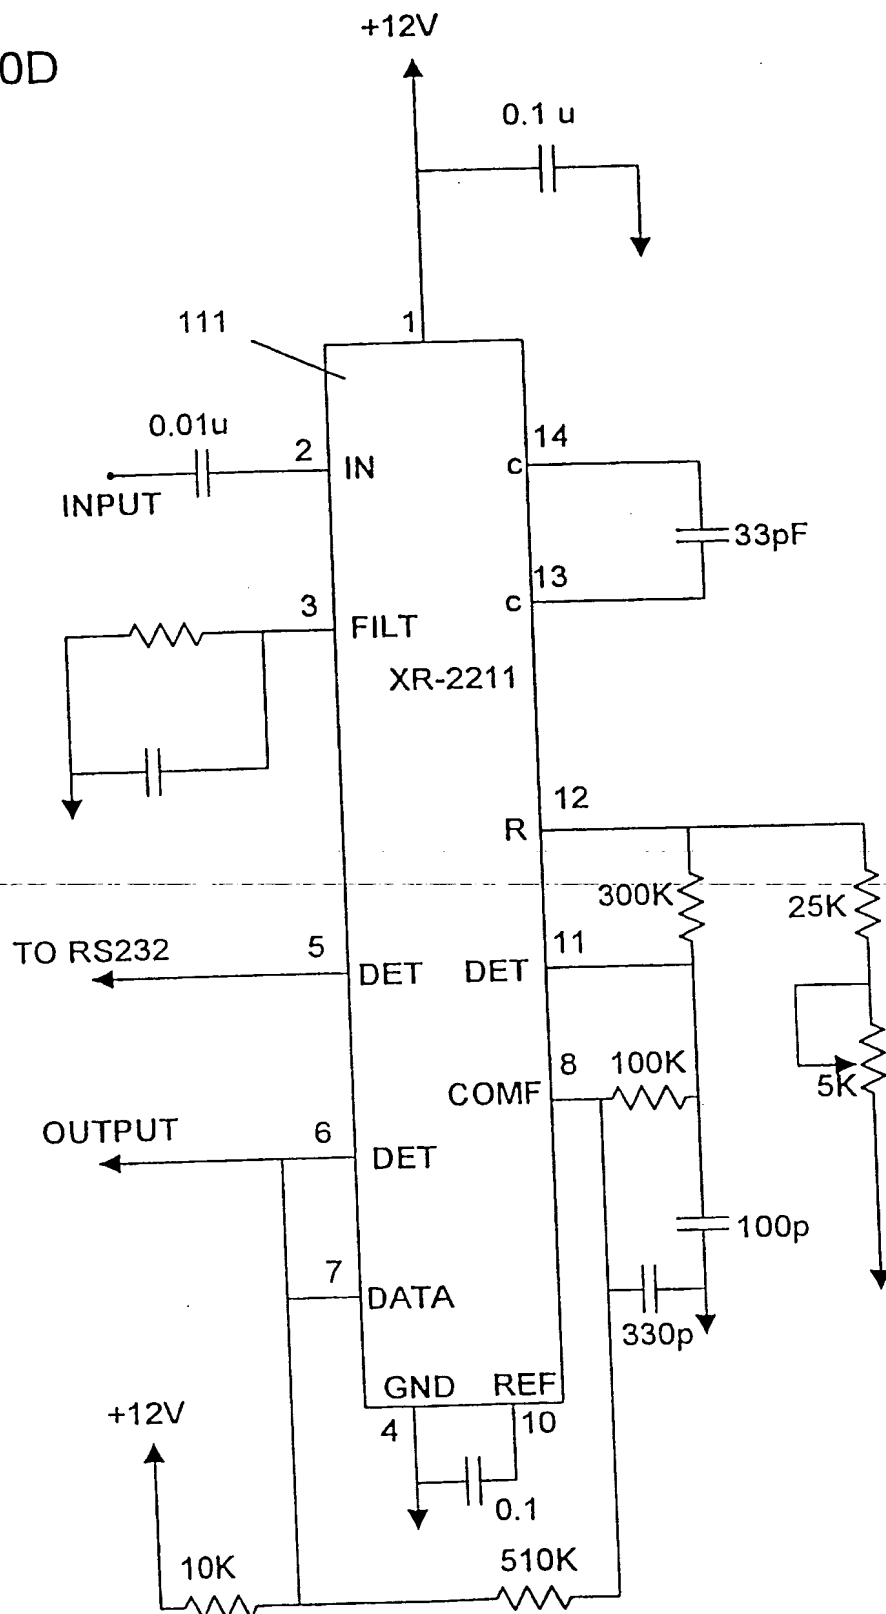 +12V
0D
0.1 u
111
1
0.01u
2
IN
INPUT
14
c
33pF
13
c
3
FILT
XR-2211
12
R
300K
25K
TO RS232
5
DET
11
DET
8
100K
COMF
5K
OUTPUT
6
DET
100p
7
DATA
330p
GND
REF
+12V
4
10
0.1
10K
510K